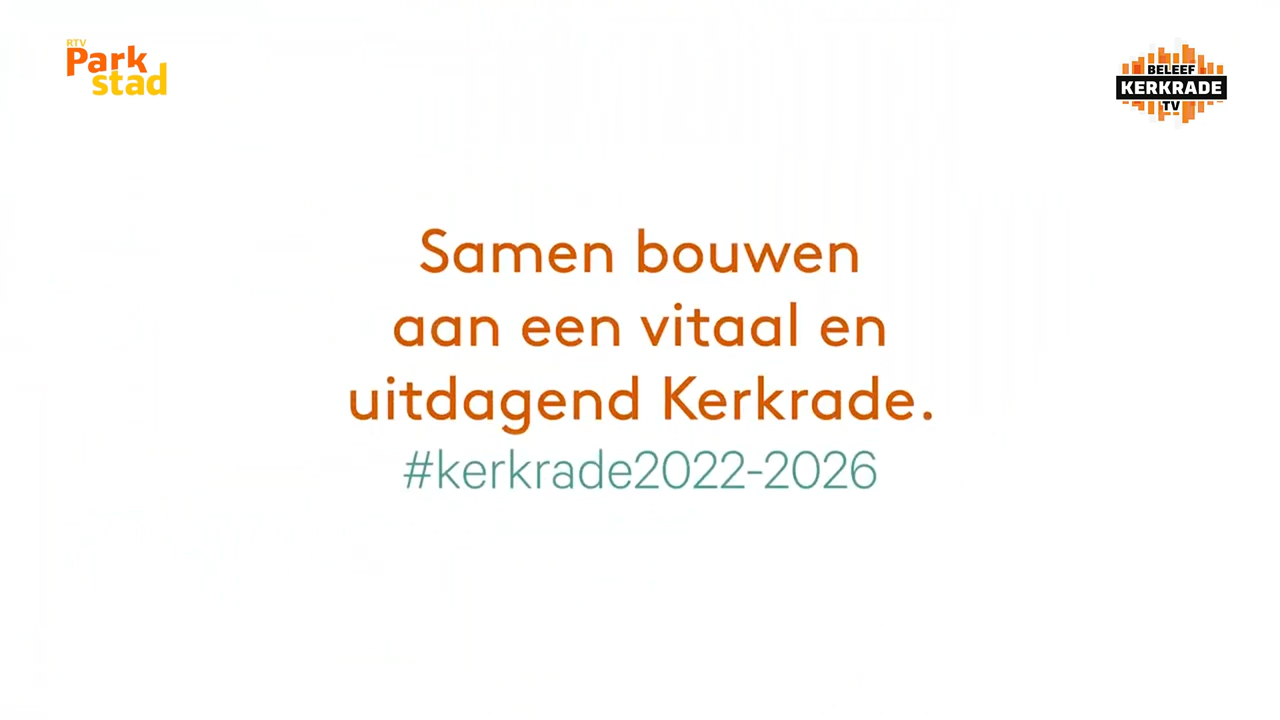 RTV
Park
stad
BELEEF
KERKRADE
TV
Samen bouwen
aan een vitaal en
uitdagend Kerkrade.
#kerkrade2022-2026